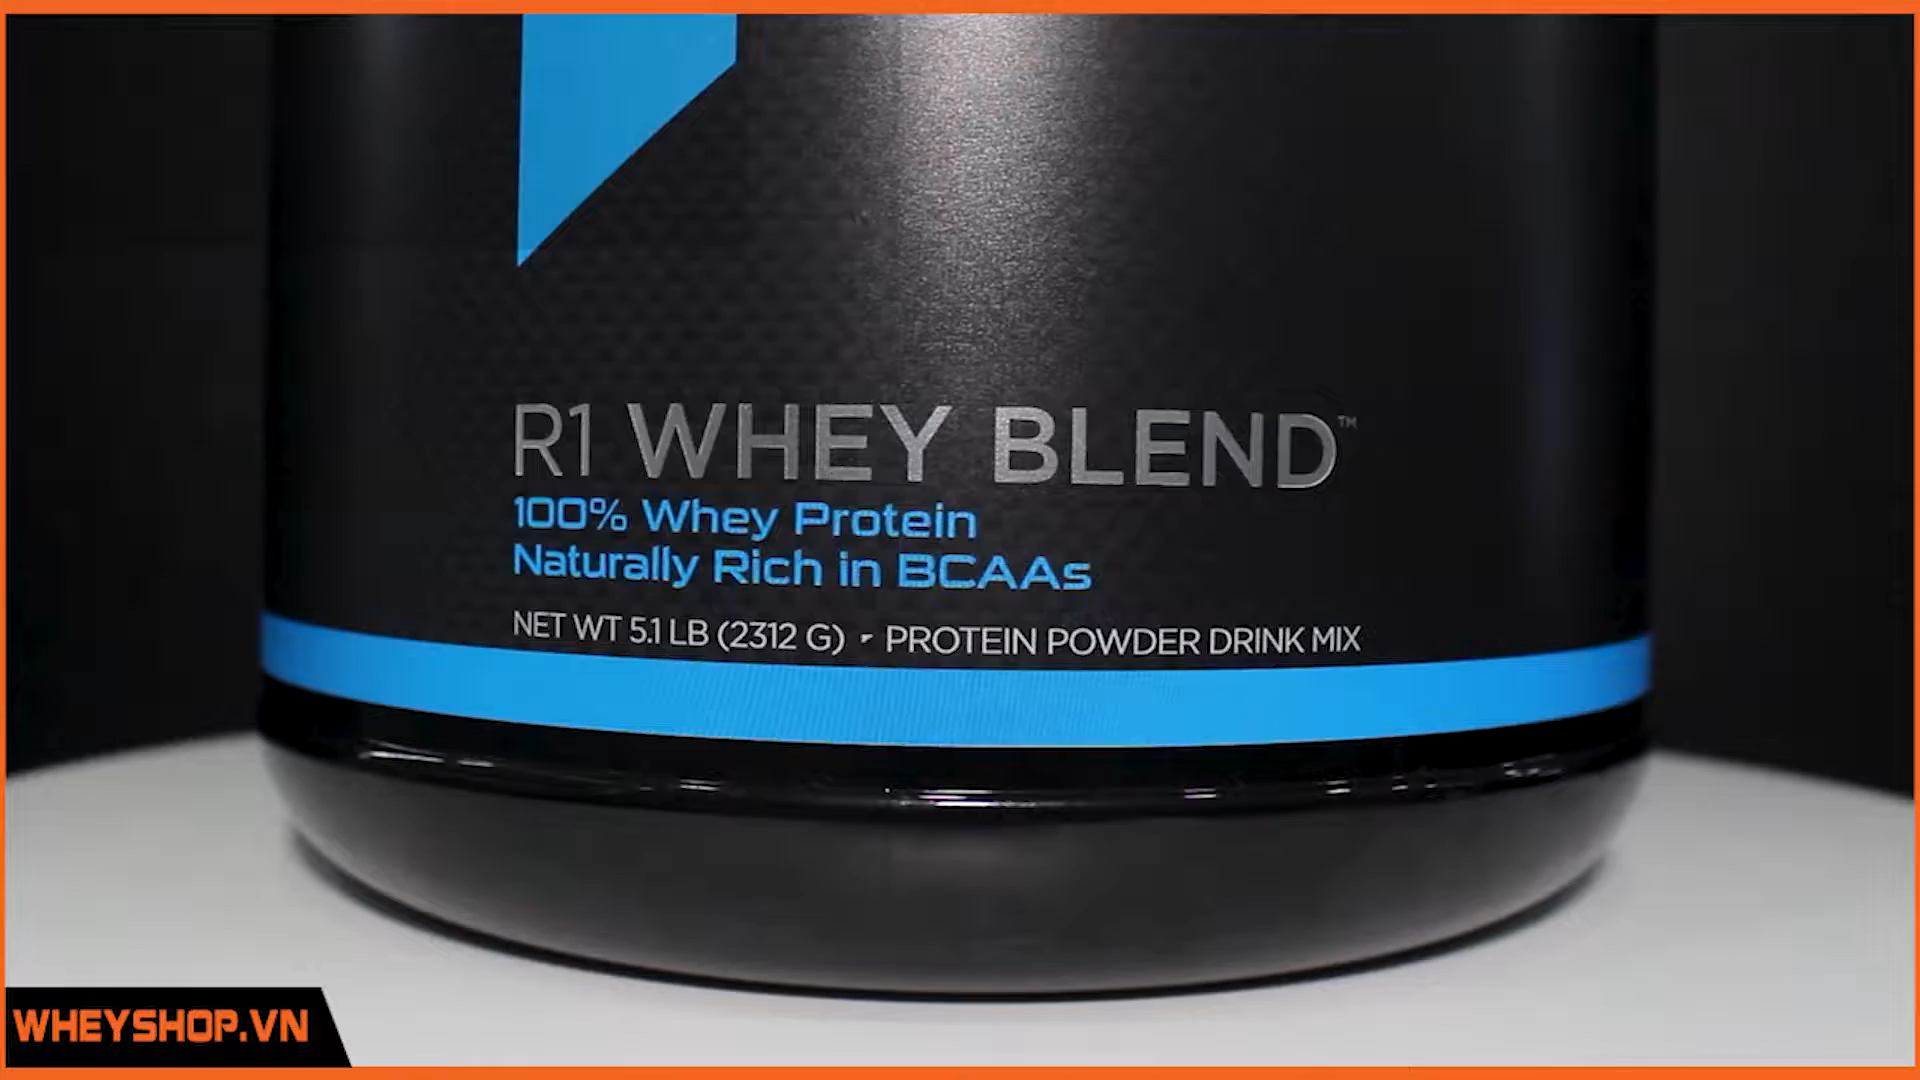 R1 WHEY BLEND™
100% Whey Protein
Naturally Rich in BCAAs
NET WT 5.1 LB (2312 G) - PROTEIN POWDER DRINK MIX
WHEYSHOP.VN